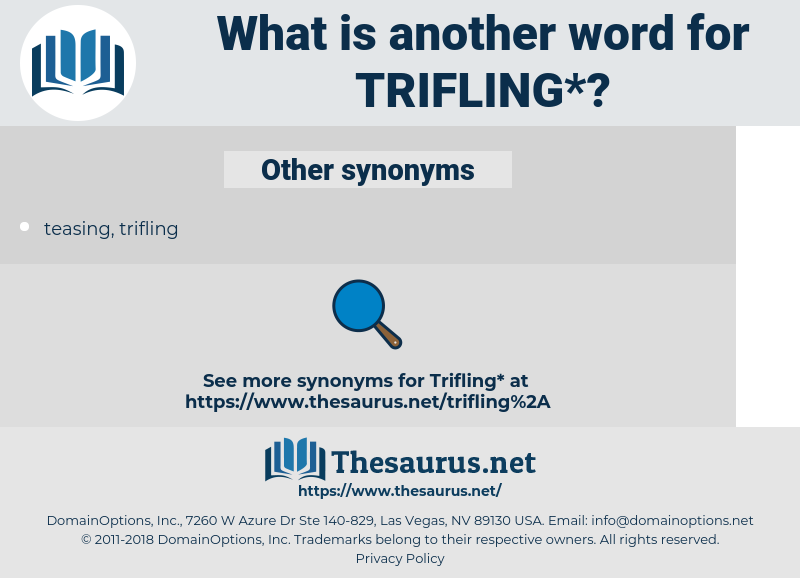 What is another word for
TRIFLING*?
Other synonyms
teasing, trifling
See more synonyms for Trifling* at
https://www.thesaurus.net/trifling%2A
Thesaurus.net
https://www.thesaurus.net/
DomainOptions, Inc., 7260 W Azure Dr Ste 140-829, Las Vegas, NV 89130 USA. Email: info@domainoptions.net
© 2011-2018 DomainOptions, Inc. Trademarks belong to their respective owners. All rights reserved.
Privacy Policy